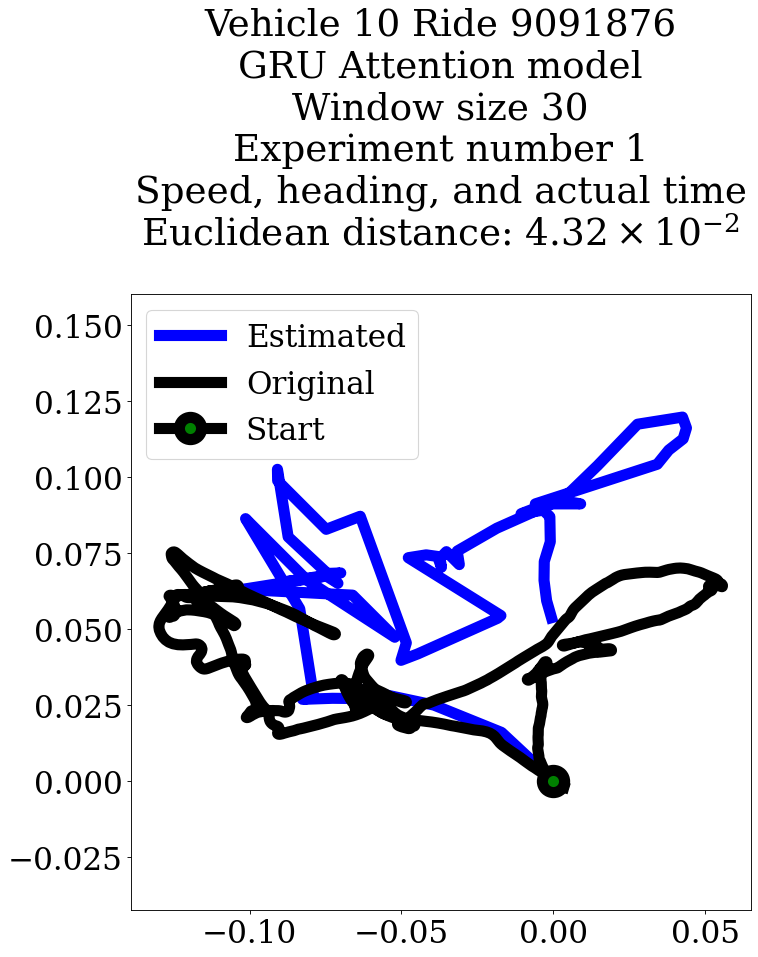 Vehicle 10 Ride 9091876
GRU Attention model
Window size 30
Experiment number 1
Speed, heading, and actual time
Euclidean distance: 4.32 × 10⁻²
Estimated
Original
Start
0.150
0.125
0.100
0.075
0.050
0.025
0.000
−0.025
−0.10
−0.05
0.00
0.05